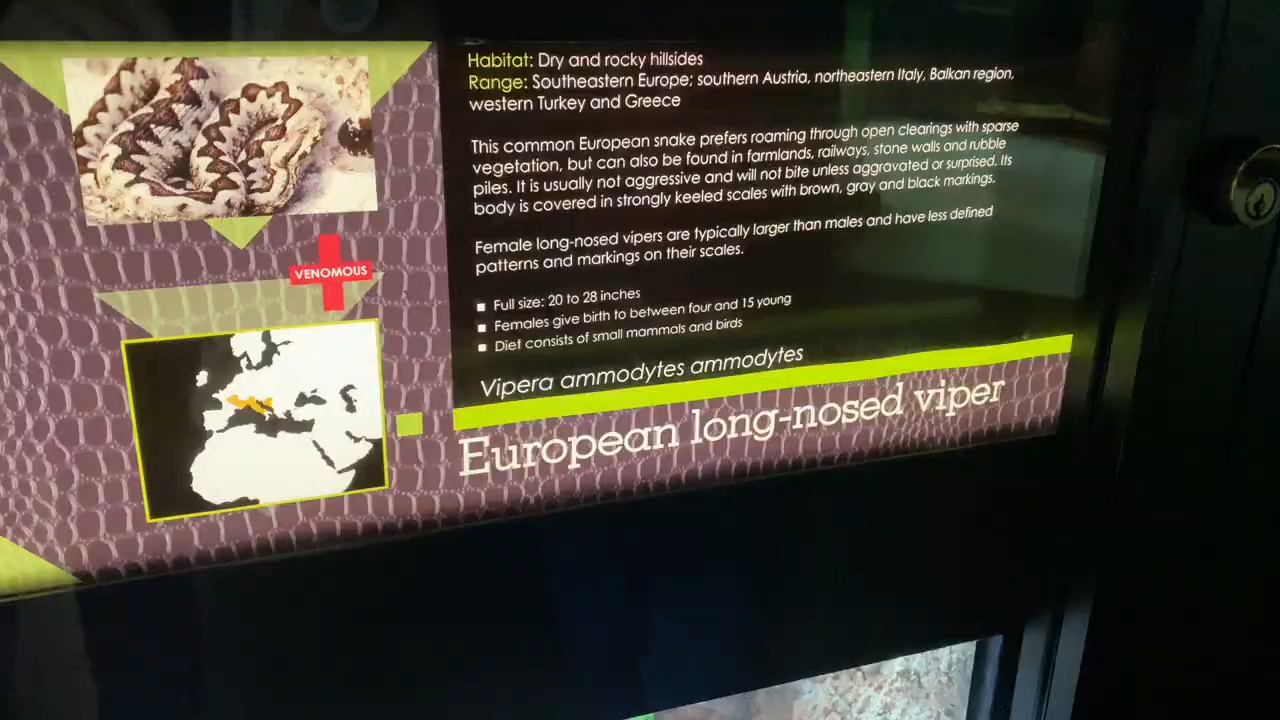 Habitat: Dry and rocky hillsides
Range: Southeastern Europe; southern Austria, northeastern Italy, Balkan region,
western Turkey and Greece
This common European snake prefers roaming through open clearings with sparse
vegetation, but can also be found in farmlands, railways, stone walls and rubble
piles. It is usually not aggressive and will not bite unless aggravated or surprised. Its
body is covered in strongly keeled scales with brown, gray and black markings.
Female long-nosed vipers are typically larger than males and have less defined
patterns and markings on their scales.
VENOMOUS
Full size: 20 to 28 inches
Females give birth to between four and 15 young
Diet consists of small mammals and birds
Vipera ammodytes ammodytes
European long-nosed viper